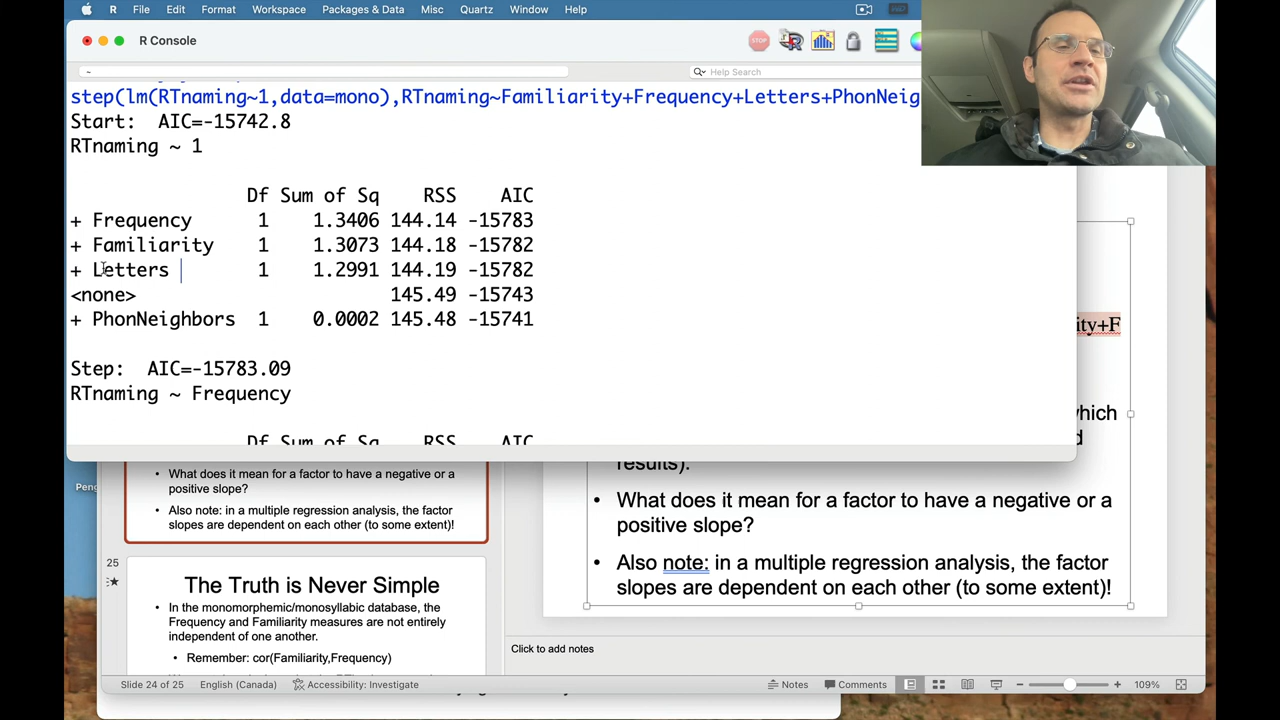 R File Edit Format Workspace Packages & Data Misc Quartz Window Help
R Console
STOP
~
Help Search
step(lm(RTnaming~1,data=mono),RTnaming~Familiarity+Frequency+Letters+PhonNeig
Start: AIC=-15742.8
RTnaming ~ 1
Df Sum of Sq RSS AIC
+ Frequency 1 1.3406 144.14 -15783
+ Familiarity 1 1.3073 144.18 -15782
+ Letters 1 1.2991 144.19 -15782
<none> 145.49 -15743
+ PhonNeighbors 1 0.0002 145.48 -15741
Step: AIC=-15783.09
RTnaming ~ Frequency
Df Sum of Sq RSS AIC
ity+F
which
results).
• What does it mean for a factor to have a negative or a
positive slope?
• Also note: in a multiple regression analysis, the factor
slopes are dependent on each other (to some extent)!
Peng
• What does it mean for a factor to have a negative or a
positive slope?
• Also note: in a multiple regression analysis, the factor
slopes are dependent on each other (to some extent)!
25
The Truth is Never Simple
• In the monomorphemic/monosyllabic database, the
Frequency and Familiarity measures are not entirely
independent of one another.
• Remember: cor(Familiarity,Frequency)
Click to add notes
Slide 24 of 25 English (Canada) Accessibility: Investigate Notes Comments 109%